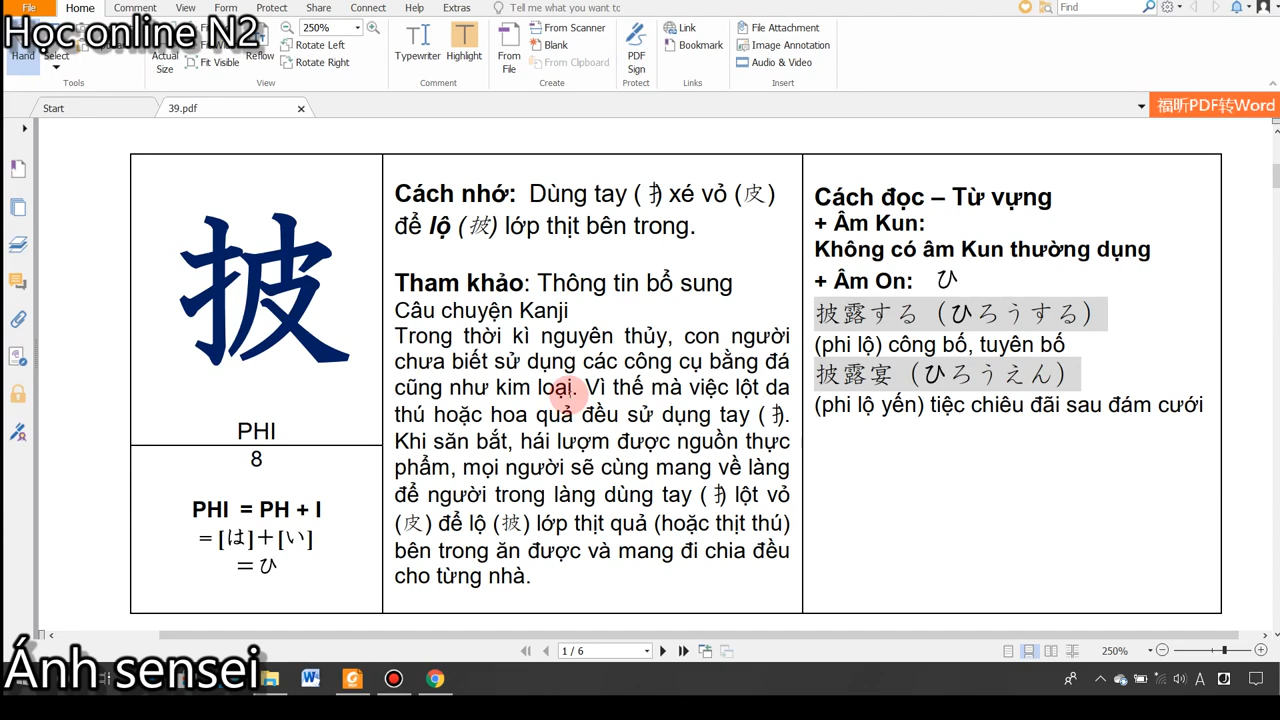 File Home Comment View Form Protect Share Connect Help Extras Tell me what you want to Find
Học online N2
Hand Select
Actual Size
Reflow
250%
Rotate Left
Fit Visible Rotate Right
Typewriter Highlight
From File
From Scanner
Blank
From Clipboard
PDF Sign
Link
Bookmark
File Attachment
Image Annotation
Audio & Video
Tools View Comment Create Protect Links Insert
Start 39.pdf
福昕PDF转Word
披
PHI
8
PHI = PH + I
= [は]+[い]
= ひ
Cách nhớ: Dùng tay (扌) xé vỏ (皮)
để lộ (披) lớp thịt bên trong.
Tham khảo: Thông tin bổ sung
Câu chuyện Kanji
Trong thời kì nguyên thủy, con người
chưa biết sử dụng các công cụ bằng đá
cũng như kim loại. Vì thế mà việc lột da
thú hoặc hoa quả đều sử dụng tay (扌).
Khi săn bắt, hái lượm được nguồn thực
phẩm, mọi người sẽ cùng mang về làng
để người trong làng dùng tay (扌) lột vỏ
(皮) để lộ (披) lớp thịt quả (hoặc thịt thú)
bên trong ăn được và mang đi chia đều
cho từng nhà.
Cách đọc – Từ vựng
+ Âm Kun:
Không có âm Kun thường dụng
+ Âm On: ヒ
披露する（ひろうする）
(phi lộ) công bố, tuyên bố
披露宴（ひろうえん）
(phi lộ yến) tiệc chiêu đãi sau đám cưới
1 / 6
250%
Ánh sensei